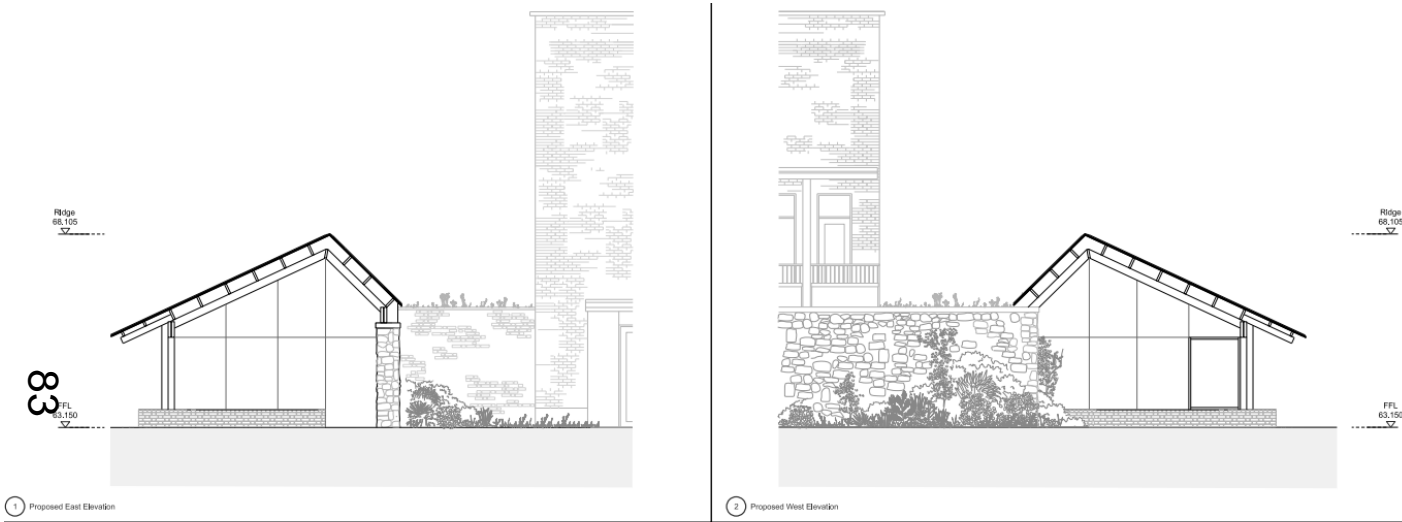 Ridge
68.105
83
FFL
63.150
1 Proposed East Elevation
Ridge
68.105
FFL
63.150
2 Proposed West Elevation